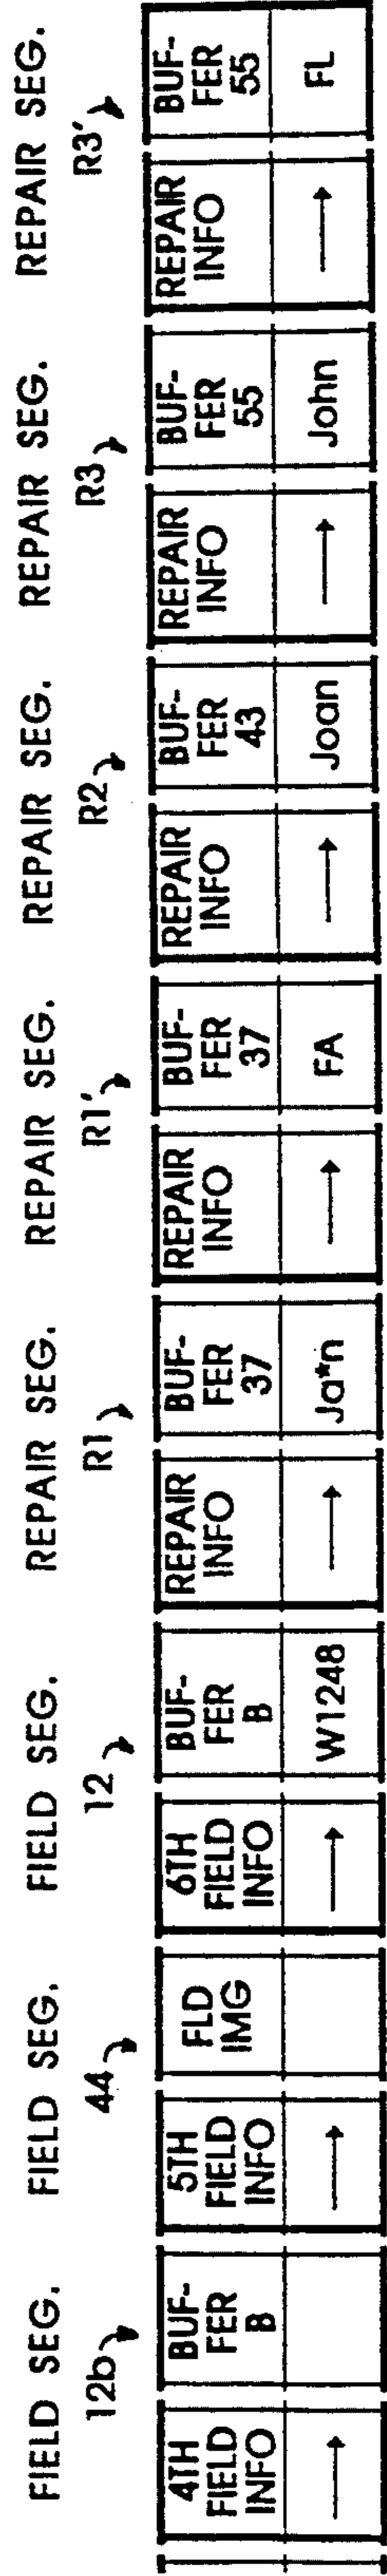 FIELD SEG. FIELD SEG. FIELD SEG. REPAIR SEG. REPAIR SEG. REPAIR SEG. REPAIR SEG. REPAIR SEG.
12b 44 12 R1 R1' R2 R3 R3'
4TH FIELD INFO
BUF-
FER
B
5TH
FIELD
INFO
FLD
IMG
6TH
FIELD
INFO
BUF-
FER
B
W1248
REPAIR
INFO
BUF-
FER
37
Ja*n
REPAIR
INFO
BUF-
FER
37
FA
REPAIR
INFO
BUF-
FER
43
Joan
REPAIR
INFO
BUF-
FER
55
John
REPAIR
INFO
BUF-
FER
55
FL